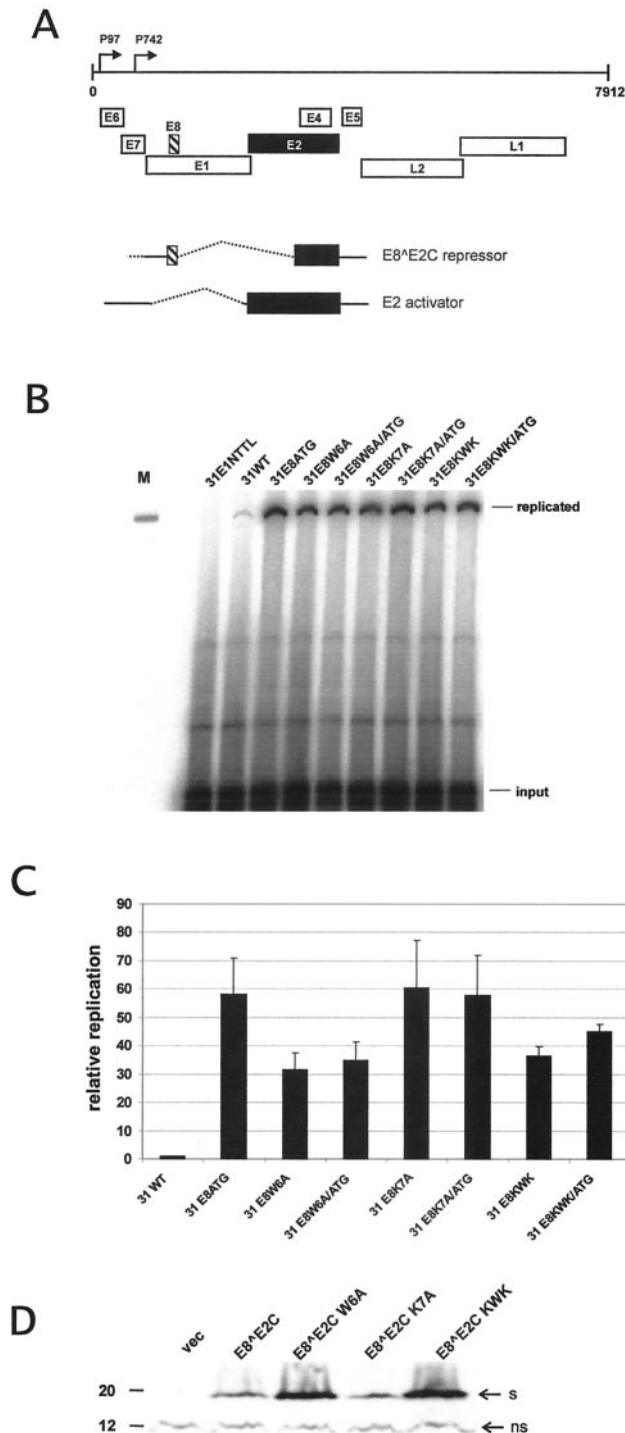 A
P97 P742
0 7912
E6 E8 E4 E5
E7 E2 L1
E1 L2
E8^E2C repressor
E2 activator
B
M 31E1NTTL 31WT 31E8ATG 31E8W6A 31E8W6A/ATG 31E8K7A 31E8K7A/ATG 31E8KWK 31E8KWK/ATG
replicated
input
C
relative replication
90
80
70
60
50
40
30
20
10
0
31 WT 31 E8ATG 31 E8W6A 31 E8W6A/ATG 31 E8K7A 31 E8K7A/ATG 31 E8KWK 31 E8KWK/ATG
D
vec E8^E2C E8^E2C W6A E8^E2C K7A E8^E2C KWK
20 s
12 ns